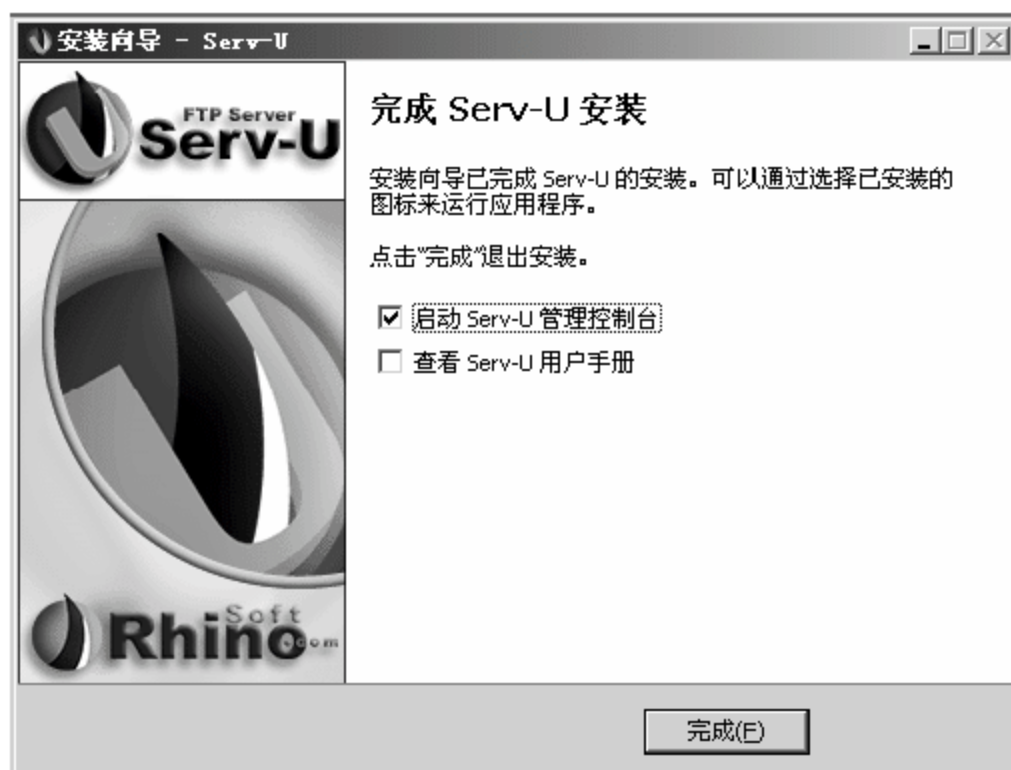 安装向导 - Serv-U
FTP Server
Serv-U
完成 Serv-U 安装
安装向导已完成 Serv-U 的安装。可以通过选择已安装的
图标来运行应用程序。
点击"完成"退出安装。
启动 Serv-U 管理控制台
查看 Serv-U 用户手册
Soft
Rhino.com
完成(F)